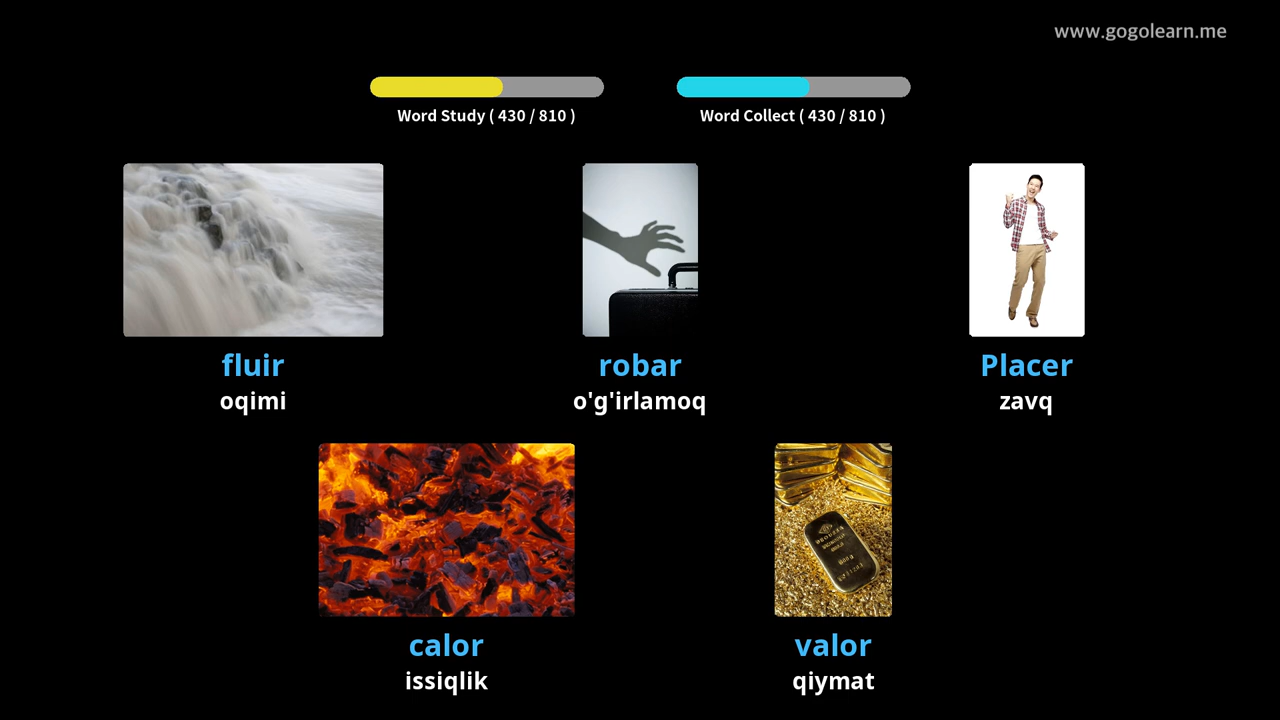 www.gogolearn.me
Word Study ( 430 / 810 )
Word Collect ( 430 / 810 )
fluir
oqimi
robar
o'g'irlamoq
Placer
zavq
calor
issiqlik
valor
qiymat